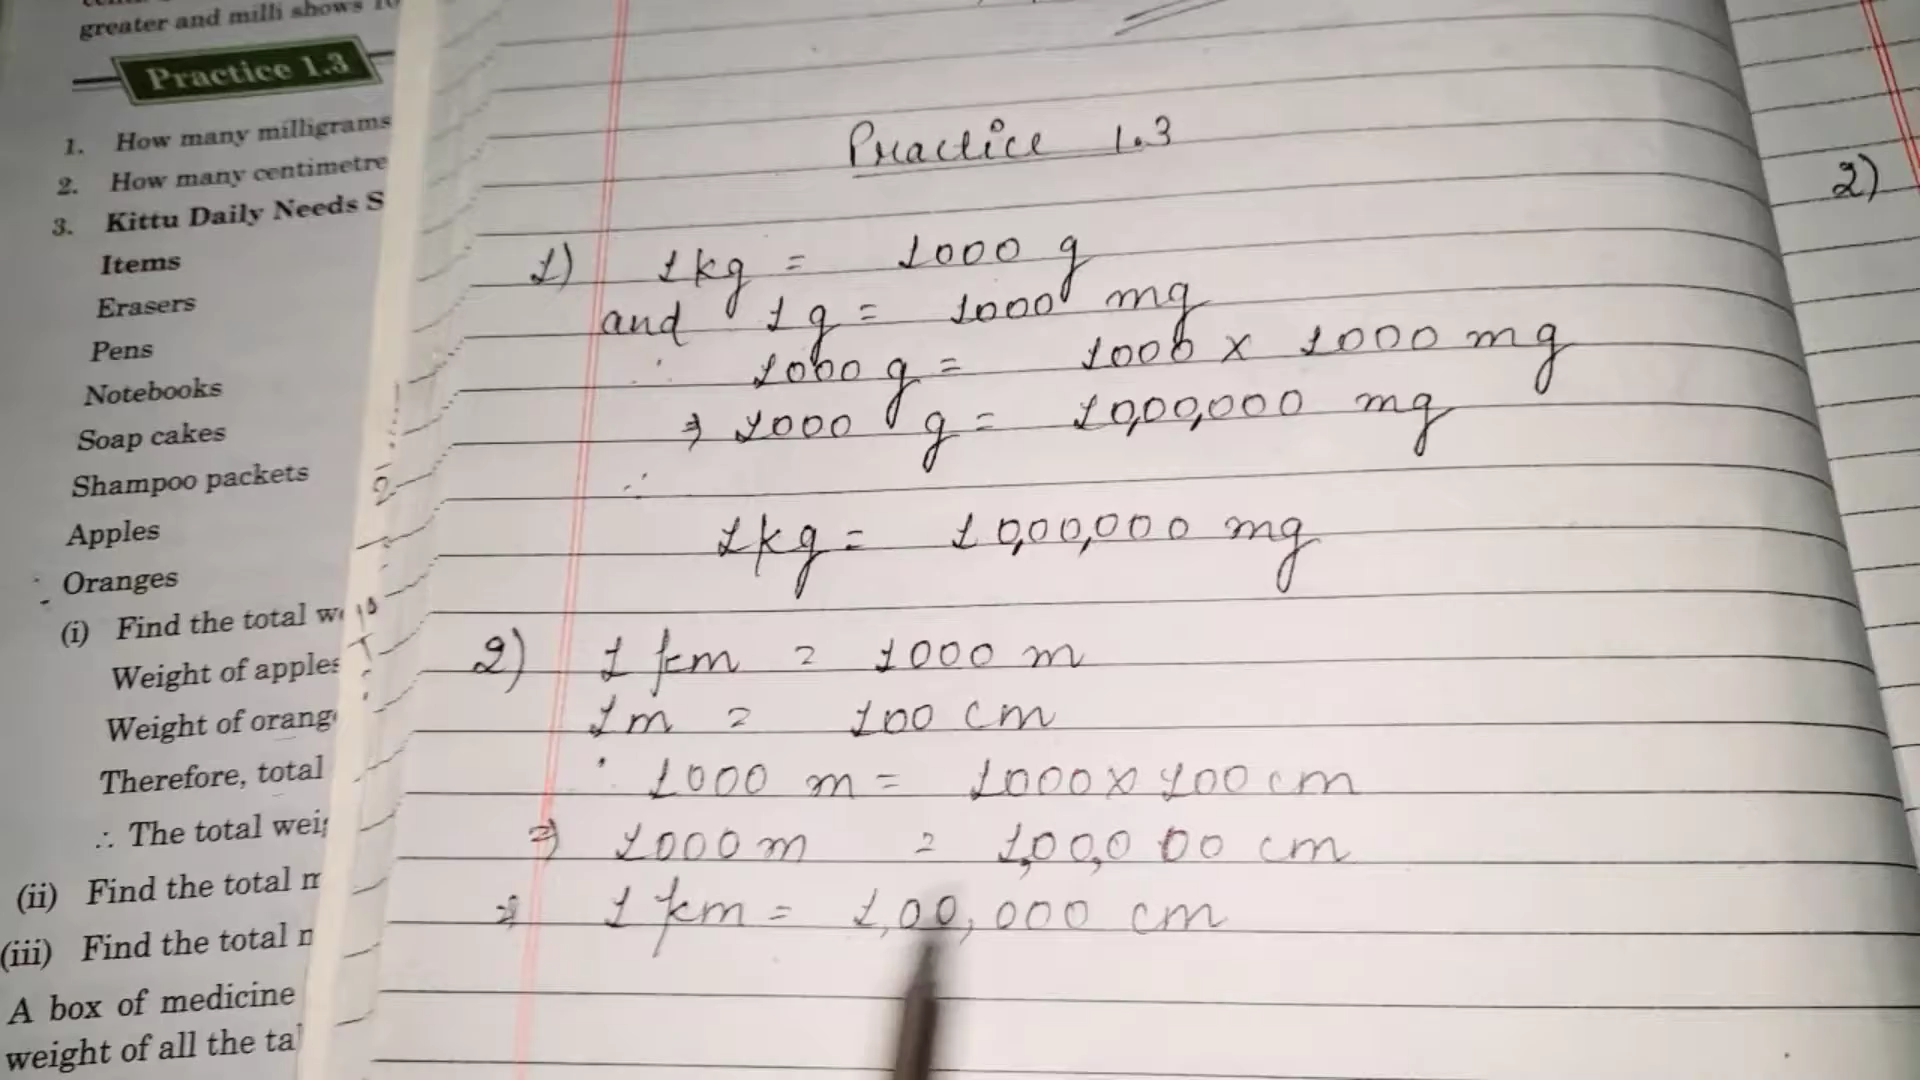 greater and milli shows 10
Practice 1.3
1. How many milligrams
2. How many centimetre
3. Kittu Daily Needs S
Items
Erasers
Pens
Notebooks
Soap cakes
Shampoo packets
Apples
Oranges
(i) Find the total
Weight of apples
Weight of orang
Therefore, total
∴ The total wei
(ii) Find the total
(iii) Find the total
A box of medicine
weight of all the ta
Practice 1.3
1) 1kg = 1000 g
and 1g = 1000 mg
∴ 1000 g = 1000 × 1000 mg
⇒ 1000 g = 10,00,000 mg
∴
1kg = 10,00,000 mg
2) 1 km = 1000 m
1m = 100 cm
∴ 1000 m = 1000 × 100 cm
⇒ 1000 m = 1,00,000 cm
⇒ 1 km = 1,00,000 cm
2)